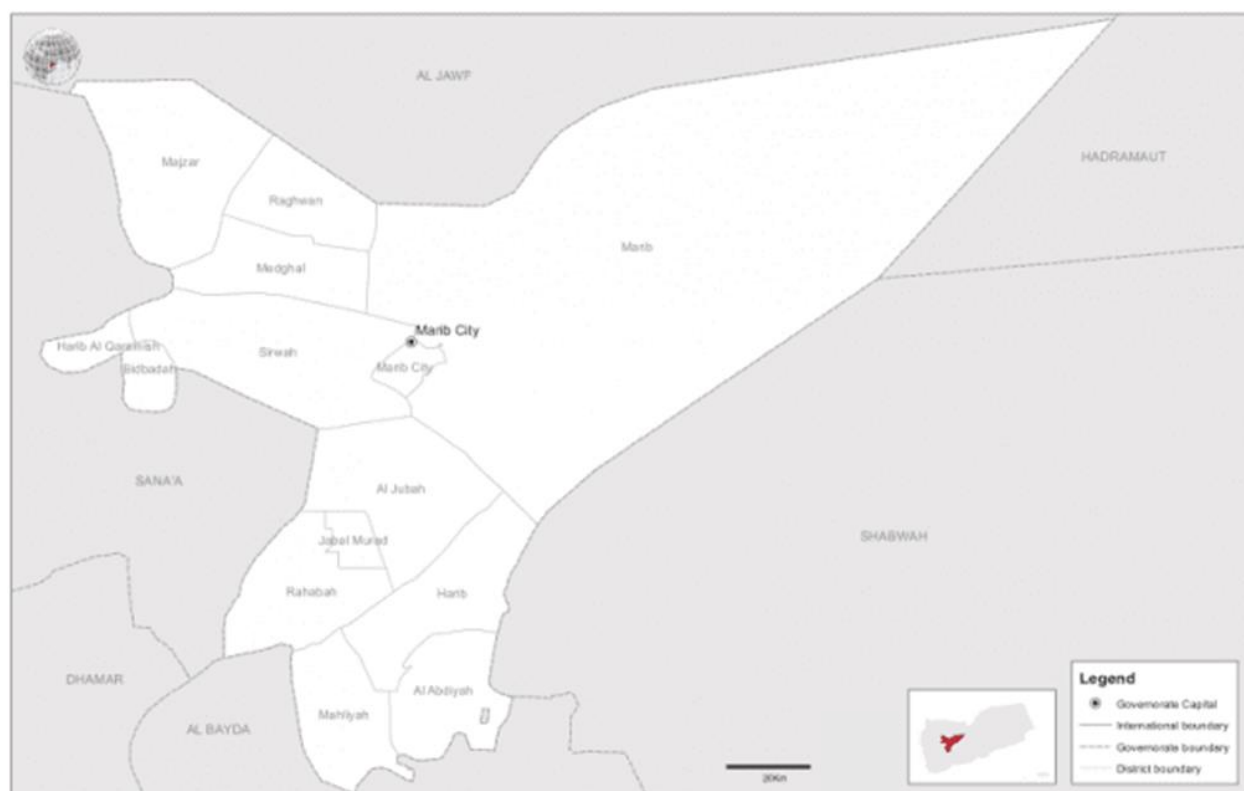 AL JAWF
HADRAMAUT
Majzar
Raghwan
Marib
Medghal
Marib City
Harib Al Qaramish
Sirwah
Bidbadah
Marib City
SANA'A
Al Jubah
Jabal Murad
SHABWAH
Rahabah
Harib
DHAMAR
Al Abdiyah
Mahliyah
AL BAYDA
20Km
Legend
Governorate Capital
International boundary
Governorate boundary
District boundary